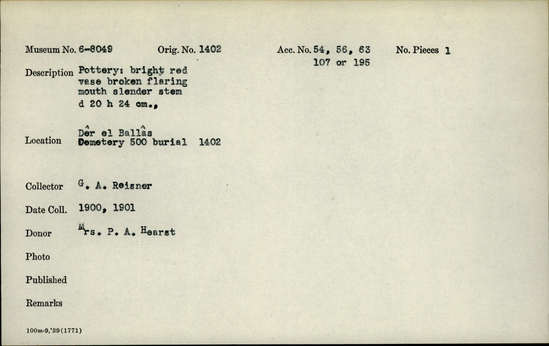 Museum No. 6-8049 Orig. No. 1402 Acc. No. 54, 56, 63 No. Pieces 1
107 or 195
Description Pottery: bright red
vase broken flaring
mouth slender stem
d 20 h 24 cm.,
Location Dêr el Ballâs
Demetery 500 burial 1402
Collector G. A. Reisner
Date Coll. 1900, 1901
Donor Mrs. P. A. Hearst
Photo
Published
Remarks
100m-9,'39(1771)